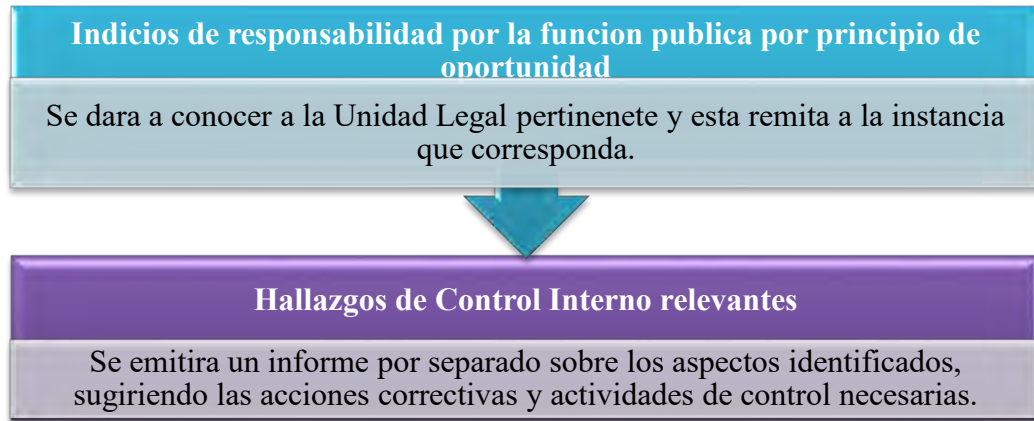 Indicios de responsabilidad por la funcion publica por principio de
oportunidad
Se dara a conocer a la Unidad Legal pertinenete y esta remita a la instancia
que corresponda.
Hallazgos de Control Interno relevantes
Se emitira un informe por separado sobre los aspectos identificados,
sugiriendo las acciones correctivas y actividades de control necesarias.